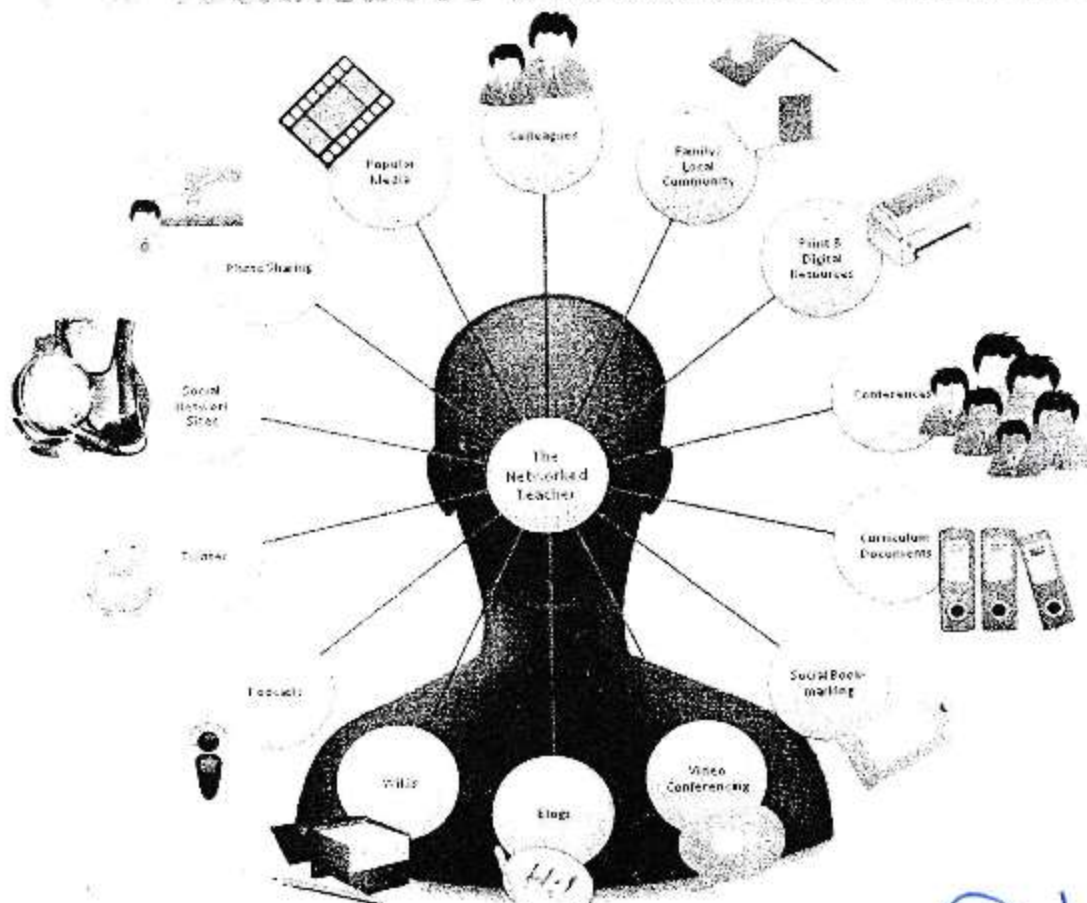 Colleagues
Popular
Media
Family/
Local
Community
Print &
Digital
Resources
Photo Sharing
Conferences
Social
Network
Sites
The
Networked
Teacher
Curriculum
Documents
Twitter
Social Book-
marking
Podcasts
Wikis
Blogs
Video
Conferencing